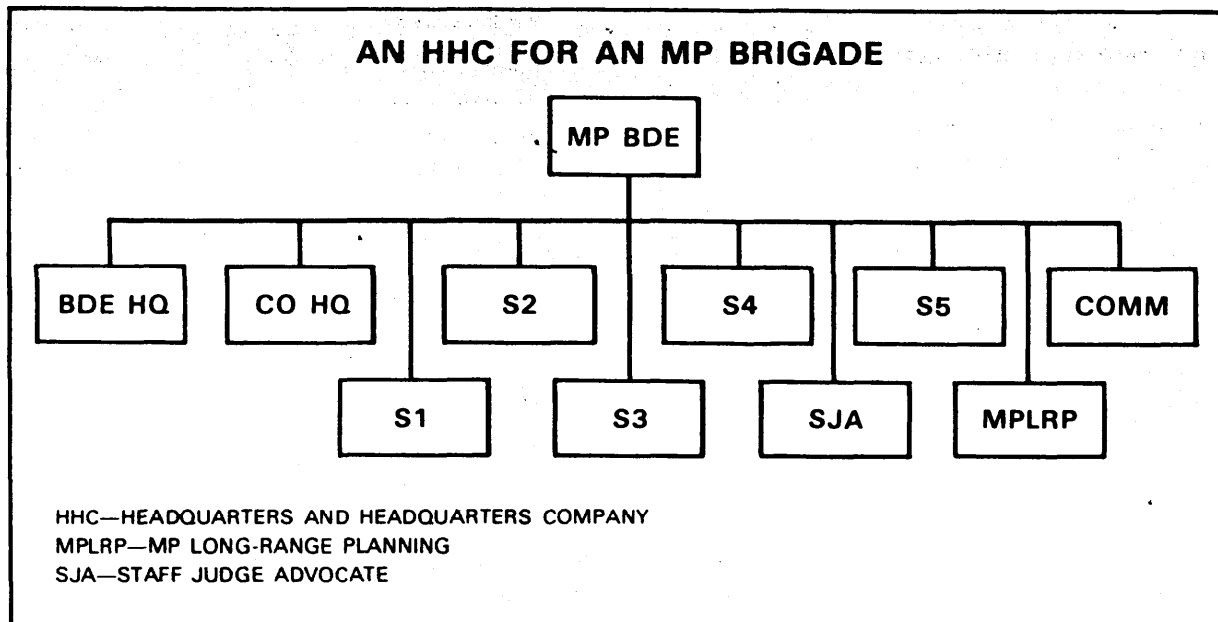 AN HHC FOR AN MP BRIGADE
MP BDE
BDE HQ CO HQ S2 S4 S5 COMM
S1 S3 SJA MPLRP
HHC—HEADQUARTERS AND HEADQUARTERS COMPANY
MPLRP—MP LONG-RANGE PLANNING
SJA—STAFF JUDGE ADVOCATE